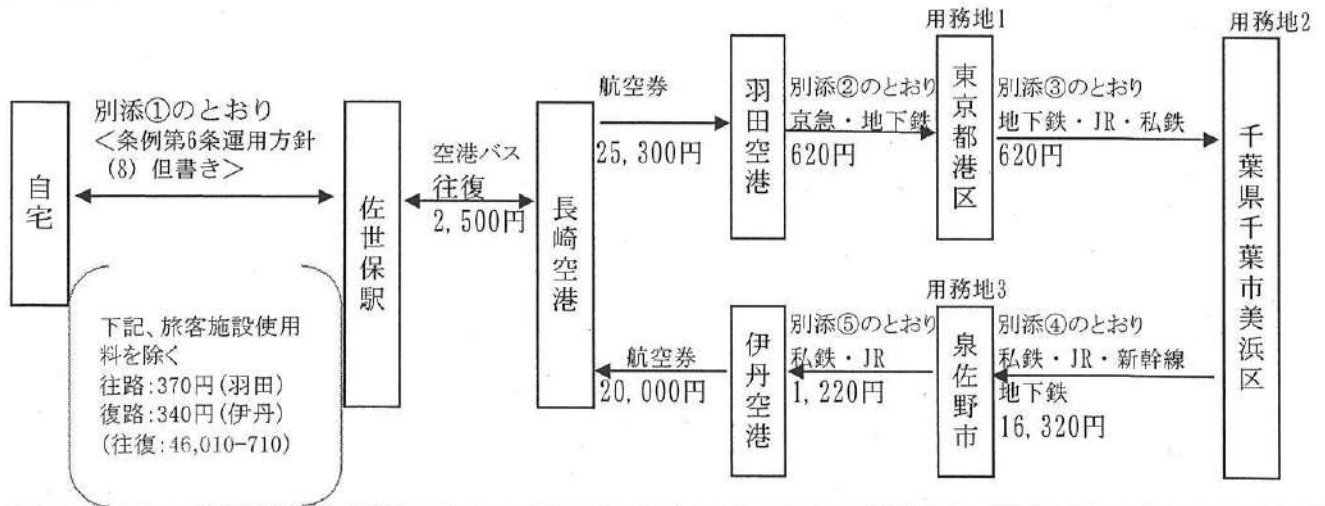 自宅
別添①のとおり
<条例第6条運用方針
(8) 但書き>
下記、旅客施設使用
料を除く
往路:370円(羽田)
復路:340円(伊丹)
(往復:46,010-710)
佐世保駅
空港バス
往復
2,500円
長崎空港
航空券
25,300円
羽田空港
別添②のとおり
京急・地下鉄
620円
用務地1
東京都港区
別添③のとおり
地下鉄・JR・私鉄
620円
用務地2
千葉県千葉市美浜区
別添④のとおり
私鉄・JR・新幹線
地下鉄
16,320円
用務地3
泉佐野市
別添⑤のとおり
私鉄・JR
1,220円
伊丹空港
航空券
20,000円